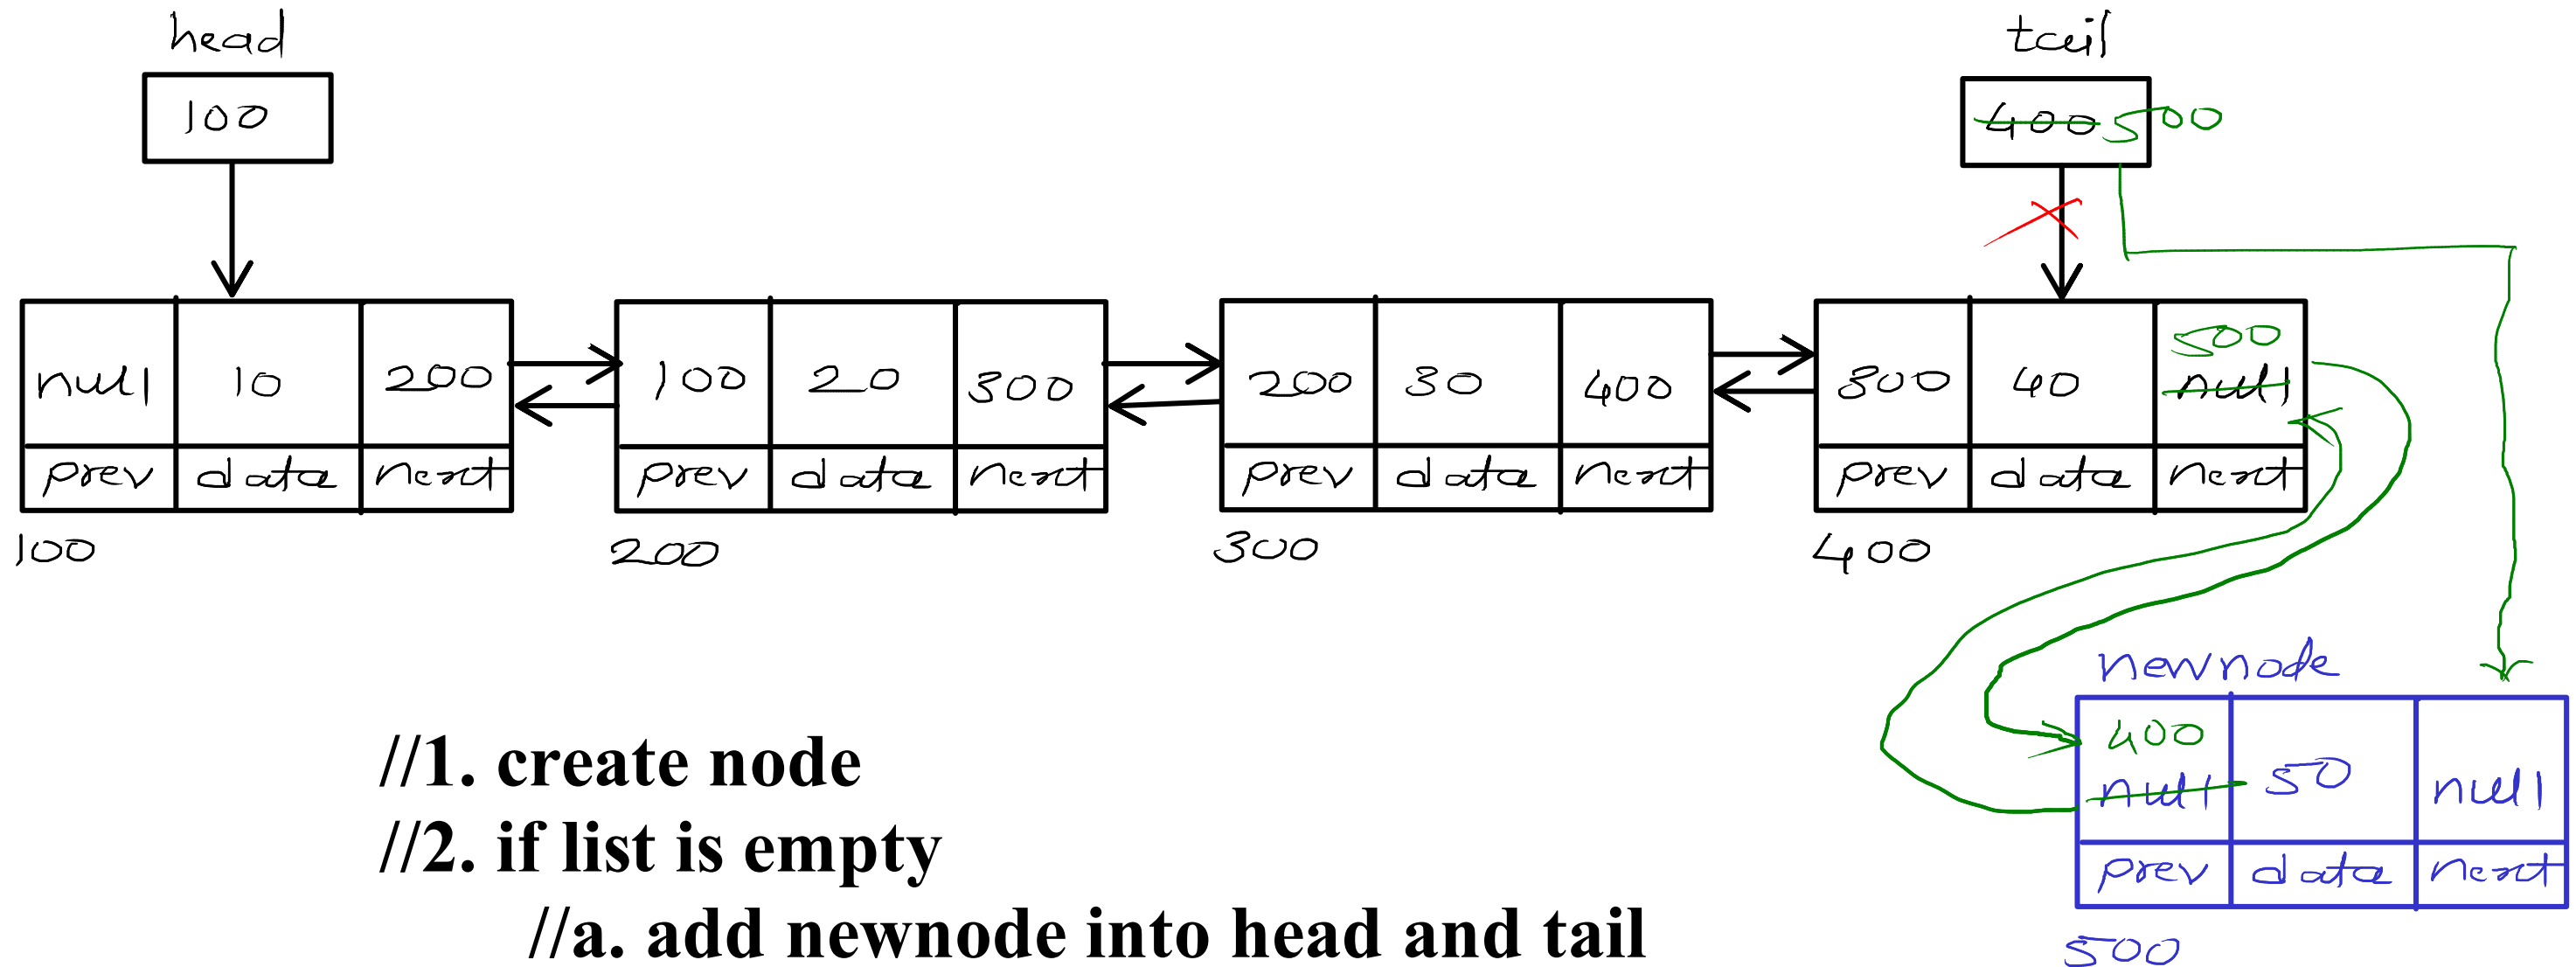 head
tail
100
400 500
null 10 200
100 20 300
200 30 400
300 40 500 null
prev data next
prev data next
prev data next
prev data next
100
200
300
400
newnode
400
null 50 null
prev data next
500
//1. create node
//2. if list is empty
//a. add newnode into head and tail